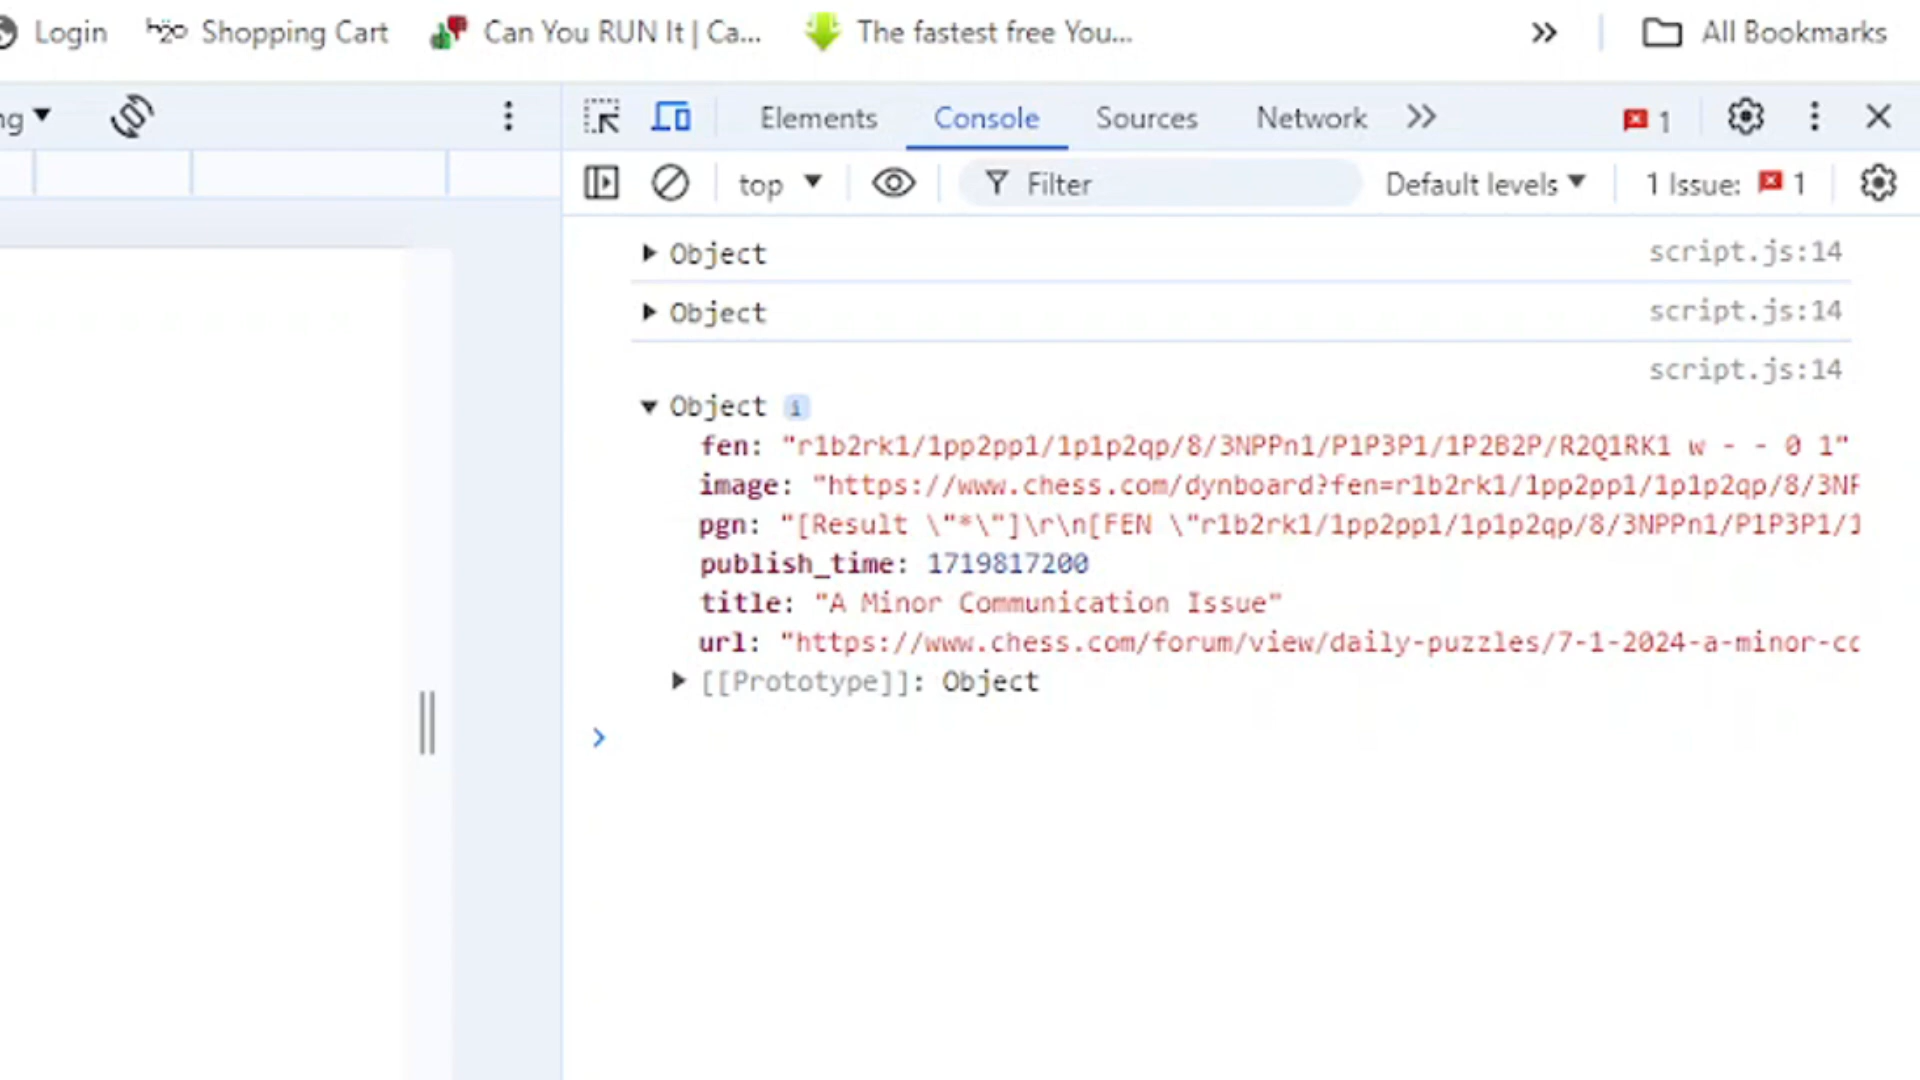 Login Shopping Cart Can You RUN It | Ca... The fastest free You... All Bookmarks
Elements Console Sources Network 1
top Filter Default levels 1 Issue: 1
Object script.js:14
Object script.js:14
script.js:14
Object i
fen: "r1b2rk1/1pp2pp1/1p1p2qp/8/3NPPn1/P1P3P1/1P2B2P/R2Q1RK1 w - - 0 1"
image: "https://www.chess.com/dynboard?fen=r1b2rk1/1pp2pp1/1p1p2qp/8/3NF
pgn: "[Result \"*\"]\r\n[FEN \"r1b2rk1/1pp2pp1/1p1p2qp/8/3NPPn1/P1P3P1/1
publish_time: 1719817200
title: "A Minor Communication Issue"
url: "https://www.chess.com/forum/view/daily-puzzles/7-1-2024-a-minor-cc
[[Prototype]]: Object